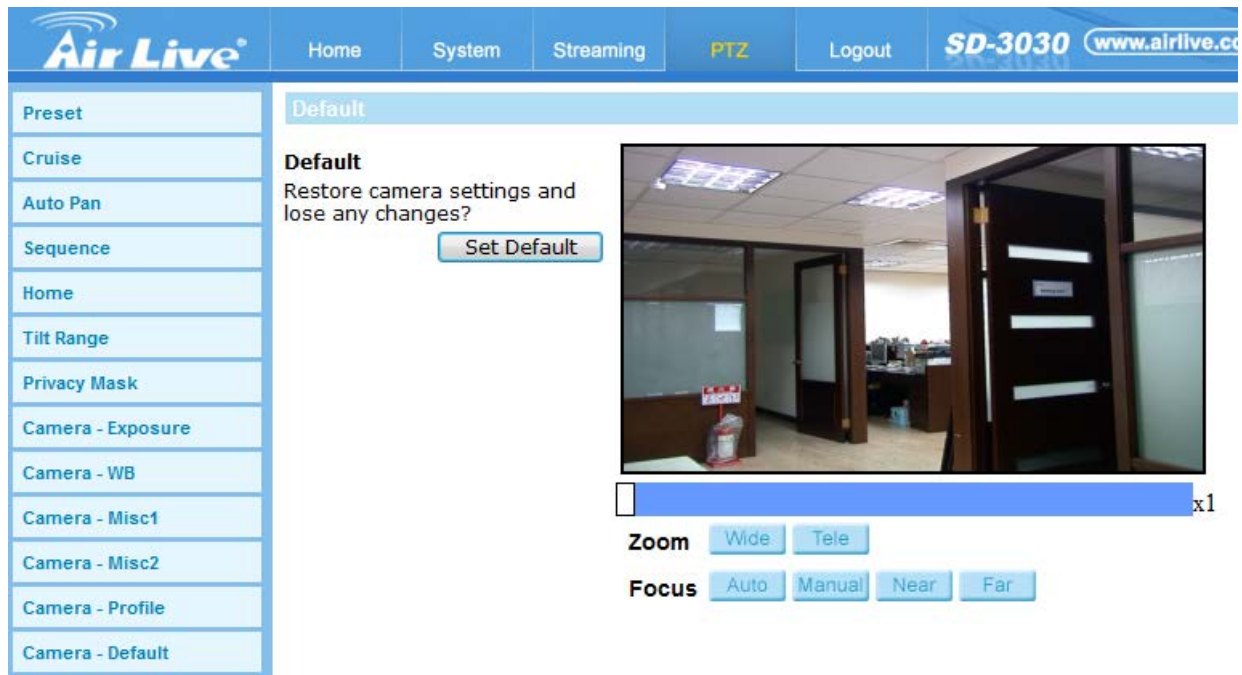 Air Live®
Home
System
Streaming
PTZ
Logout
SD-3030
www.airlive.co
Preset
Cruise
Auto Pan
Sequence
Home
Tilt Range
Privacy Mask
Camera - Exposure
Camera - WB
Camera - Misc1
Camera - Misc2
Camera - Profile
Camera - Default
Default
Default
Restore camera settings and
lose any changes?
Set Default
x1
Zoom Wide Tele
Focus Auto Manual Near Far